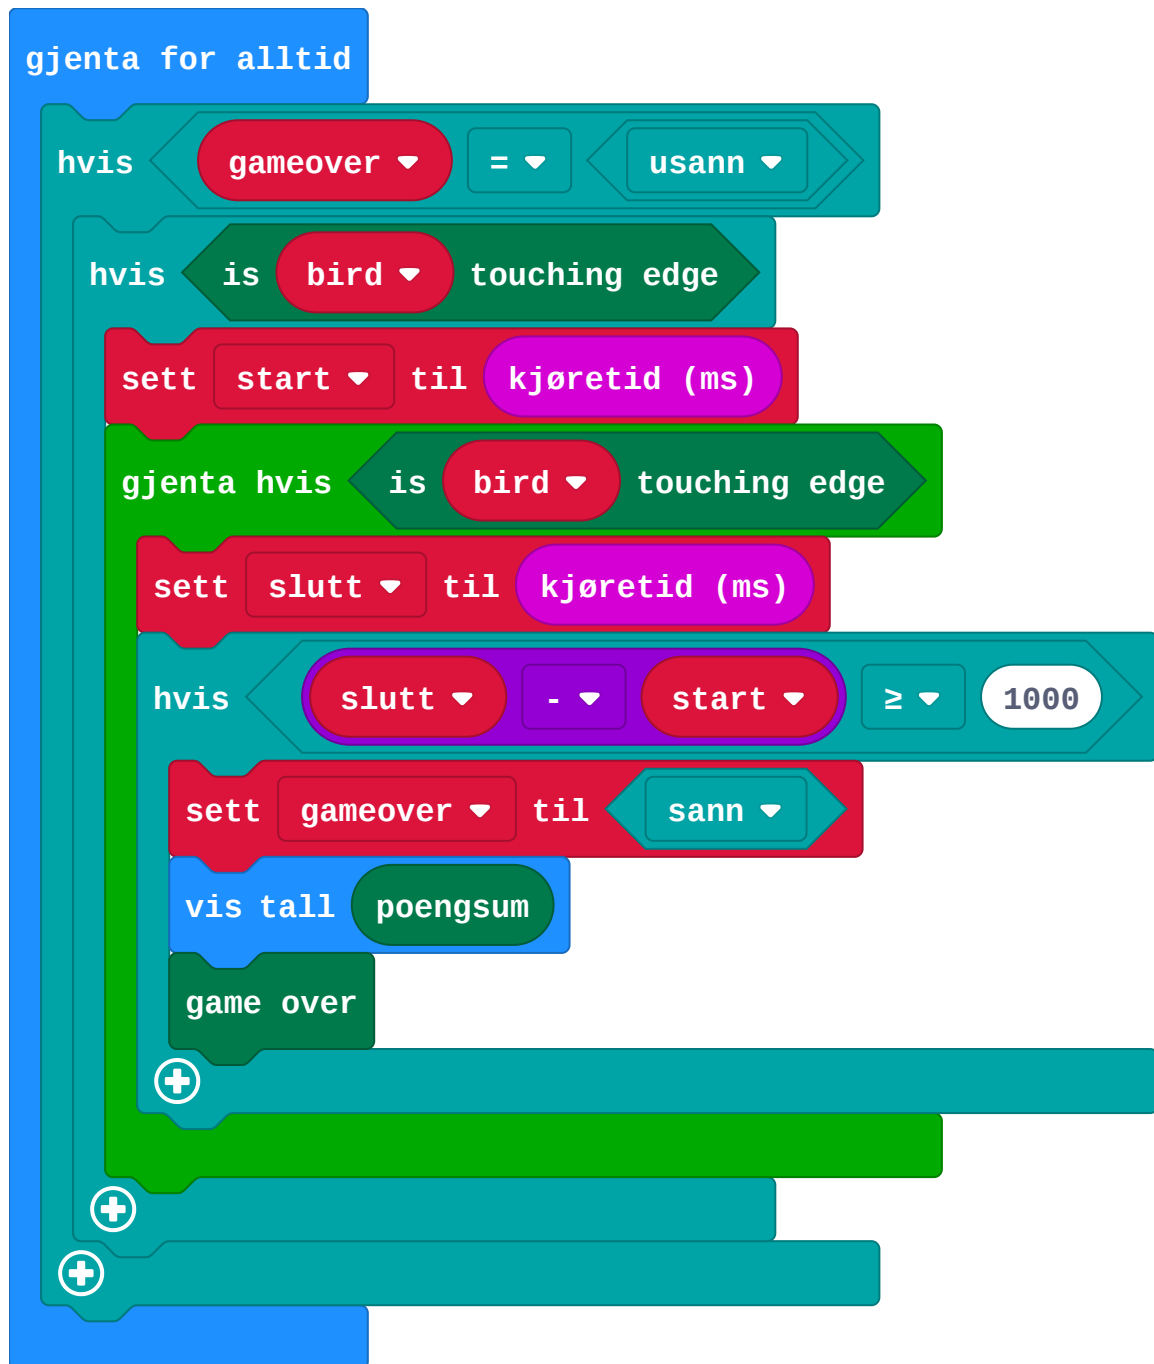 gjenta for alltid
hvis gameover = usann
hvis is bird touching edge
sett start til kjøretid (ms)
gjenta hvis is bird touching edge
sett slutt til kjøretid (ms)
hvis slutt - start ≥ 1000
sett gameover til sann
vis tall poengsum
game over